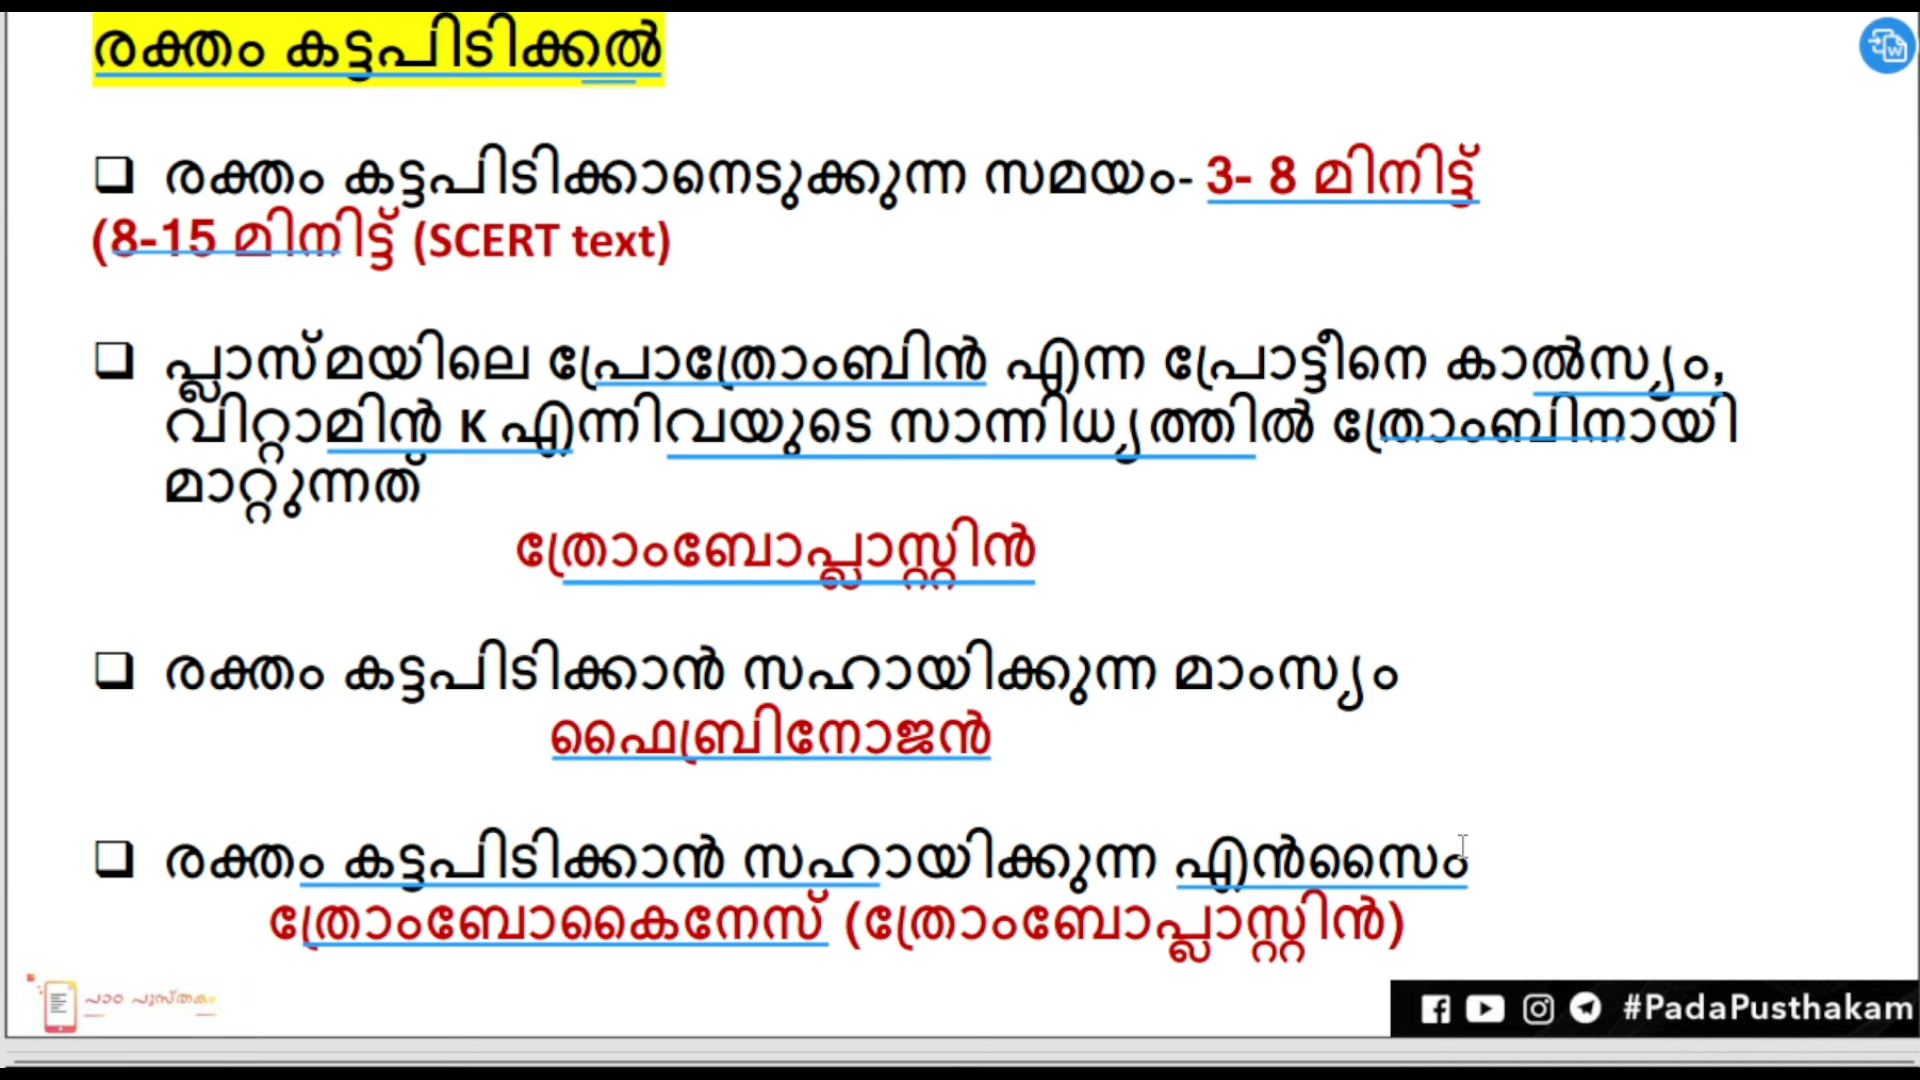 രക്തം കട്ടപിടിക്കൽ
❑ രക്തം കട്ടപിടിക്കാനെടുക്കുന്ന സമയം- 3- 8 മിനിട്ട്
(8-15 മിനിട്ട് (SCERT text)
❑ പ്ലാസ്മയിലെ പ്രോത്രോംബിൻ എന്ന പ്രോട്ടീനെ കാൽസ്യം,
വിറ്റാമിൻ K എന്നിവയുടെ സാന്നിധ്യത്തിൽ ത്രോംബിനായി
മാറ്റുന്നത്
ത്രോംബോപ്ലാസ്റ്റിൻ
❑ രക്തം കട്ടപിടിക്കാൻ സഹായിക്കുന്ന മാംസ്യം
ഫൈബ്രിനോജൻ
❑ രക്തം കട്ടപിടിക്കാൻ സഹായിക്കുന്ന എൻസൈം
ത്രോംബോകൈനേസ് (ത്രോംബോപ്ലാസ്റ്റിൻ)
പാഠ പുസ്തകം
#PadaPusthakam